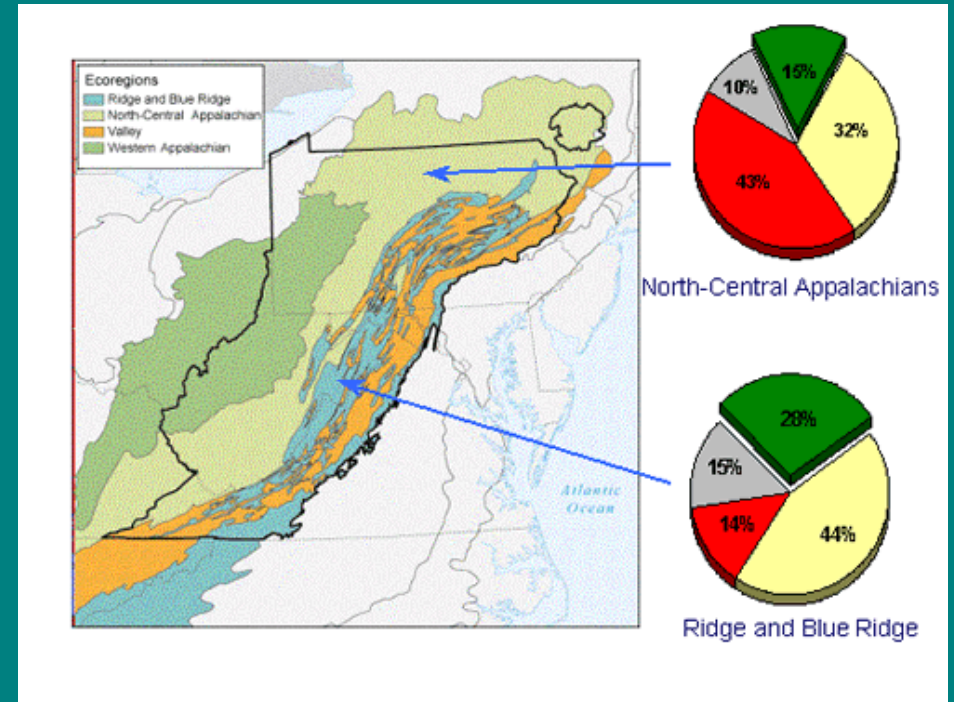 Ecoregions
Ridge and Blue Ridge
North-Central Appalachian
Valley
Western Appalachian
Atlantic
Ocean
15%
10%
32%
43%
North-Central Appalachians
28%
15%
14%
44%
Ridge and Blue Ridge